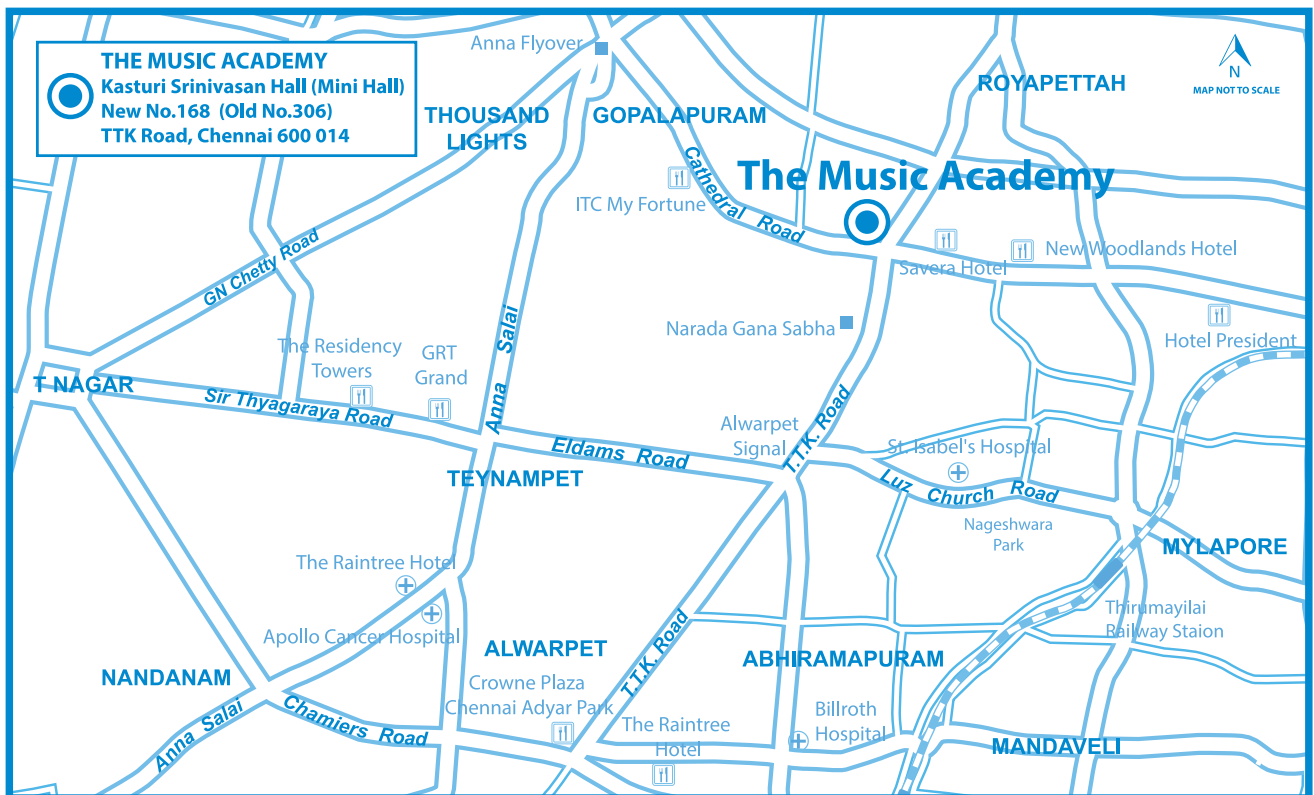 THE MUSIC ACADEMY
Kasturi Srinivasan Hall (Mini Hall)
New No.168 (Old No.306)
TTK Road, Chennai 600 014
Anna Flyover
N
MAP NOT TO SCALE
ROYAPETTAH
THOUSAND
LIGHTS
GOPALAPURAM
The Music Academy
ITC My Fortune
Cathedral Road
GN Chetty Road
Savera Hotel
New Woodlands Hotel
Narada Gana Sabha
Hotel President
Anna Salai
The Residency
Towers
GRT
Grand
T NAGAR
Sir Thyagaraya Road
Eldams Road
Alwarpet
Signal
T.T.K. Road
St. Isabel's Hospital
TEYNAMPET
Luz Church Road
Nageshwara
Park
MYLAPORE
The Raintree Hotel
Apollo Cancer Hospital
Thirumayilai
Railway Staion
ALWARPET
T.T.K. Road
ABHIRAMAPURAM
NANDANAM
Crowne Plaza
Chennai Adyar Park
Anna Salai
Chamiers Road
The Raintree
Hotel
Billroth
Hospital
MANDAVELI